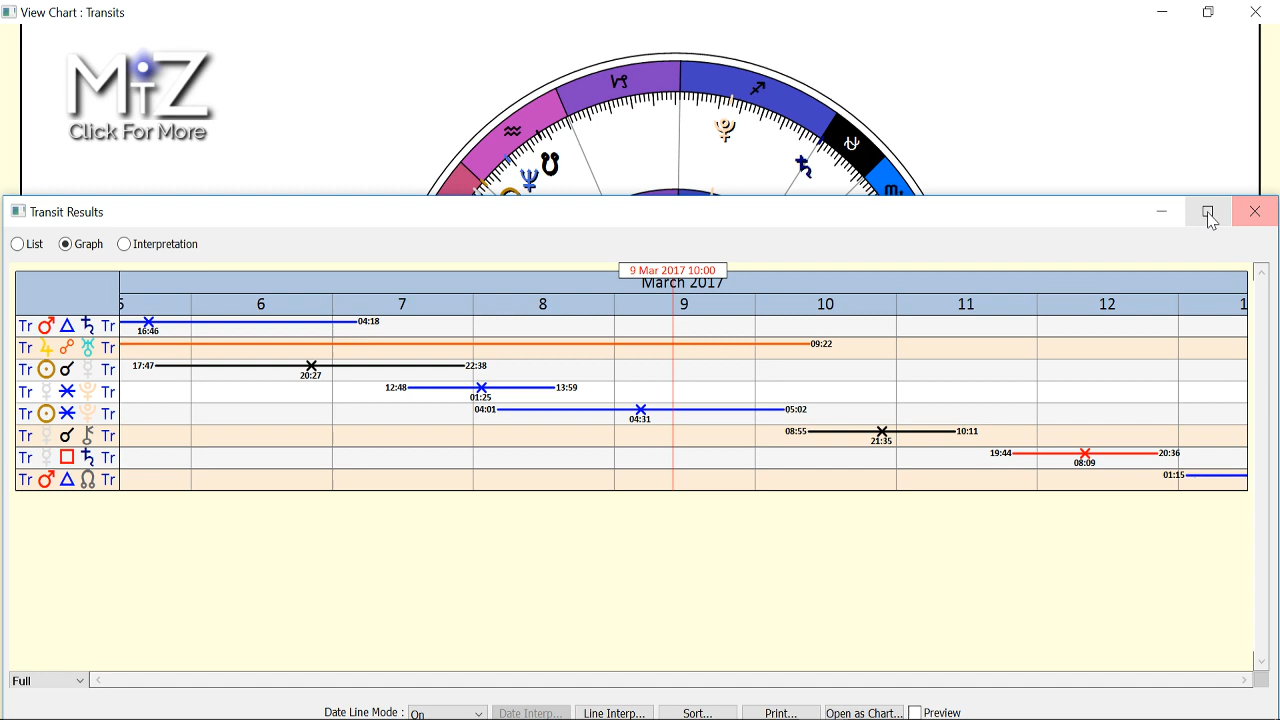 View Chart : Transits
MTZ
Click For More
Transit Results
List Graph Interpretation
9 Mar 2017 10:00
March 2017
5 6 7 8 9 10 11 12 1
Tr ♂ △ ♄ Tr 16:46 04:18
Tr ♃ ☍ ♅ Tr 09:22
Tr ☉ ☌ ☿ Tr 17:47 20:27 22:38
Tr ☿ ⚹ Tr 12:48 01:25 13:59
Tr ☉ ⚹ Tr 04:01 04:31 05:02
Tr ☿ ☌ ⚷ Tr 08:55 21:35 10:11
Tr ☿ □ ♄ Tr 19:44 08:09 20:36
Tr ♂ △ ☊ Tr 01:15
Full
Date Line Mode : On Date Interp... Line Interp... Sort... Print... Open as Chart... Preview